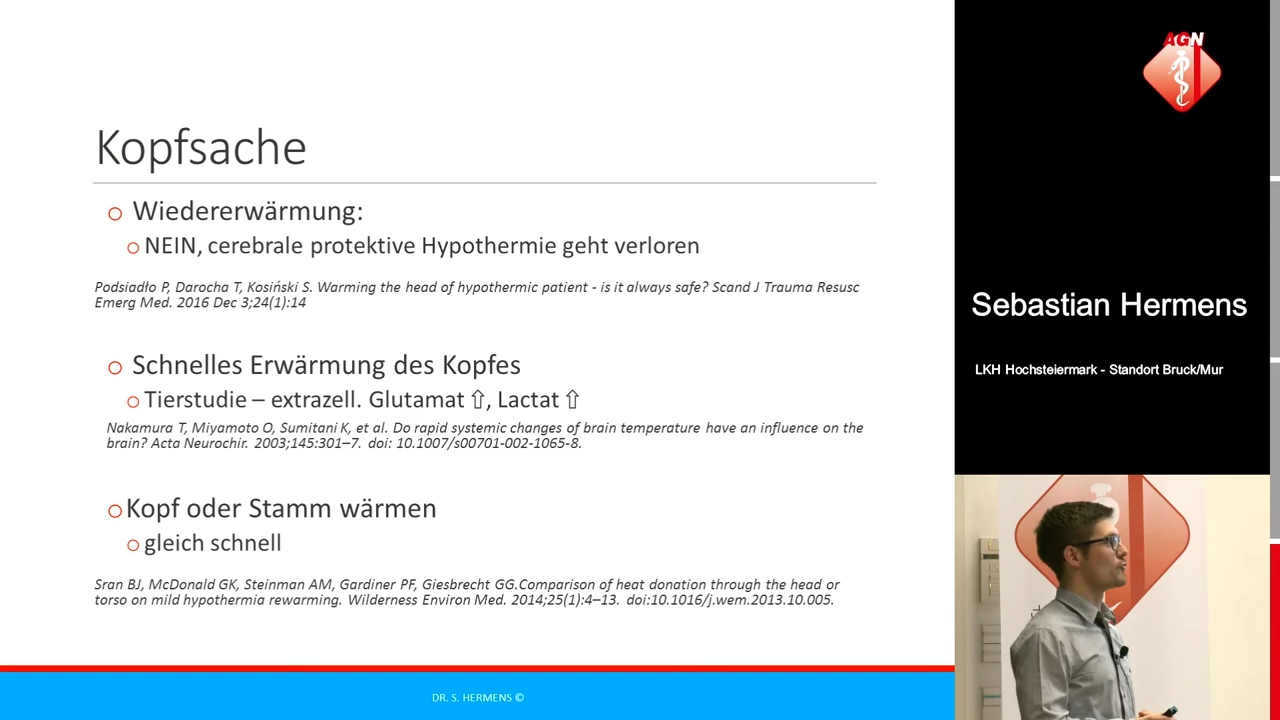 Kopfsache
Wiedererwärmung:
NEIN, cerebrale protektive Hypothermie geht verloren
Podsiadło P, Darocha T, Kosiński S. Warming the head of hypothermic patient - is it always safe? Scand J Trauma Resusc
Emerg Med. 2016 Dec 3;24(1):14
Schnelles Erwärmung des Kopfes
Tierstudie – extrazell. Glutamat ⇧, Lactat ⇧
Nakamura T, Miyamoto O, Sumitani K, et al. Do rapid systemic changes of brain temperature have an influence on the
brain? Acta Neurochir. 2003;145:301–7. doi: 10.1007/s00701-002-1065-8.
Kopf oder Stamm wärmen
gleich schnell
Sran BJ, McDonald GK, Steinman AM, Gardiner PF, Giesbrecht GG.Comparison of heat donation through the head or
torso on mild hypothermia rewarming. Wilderness Environ Med. 2014;25(1):4–13. doi:10.1016/j.wem.2013.10.005.
DR. S. HERMENS ©
AGN
Sebastian Hermens
LKH Hochsteiermark - Standort Bruck/Mur